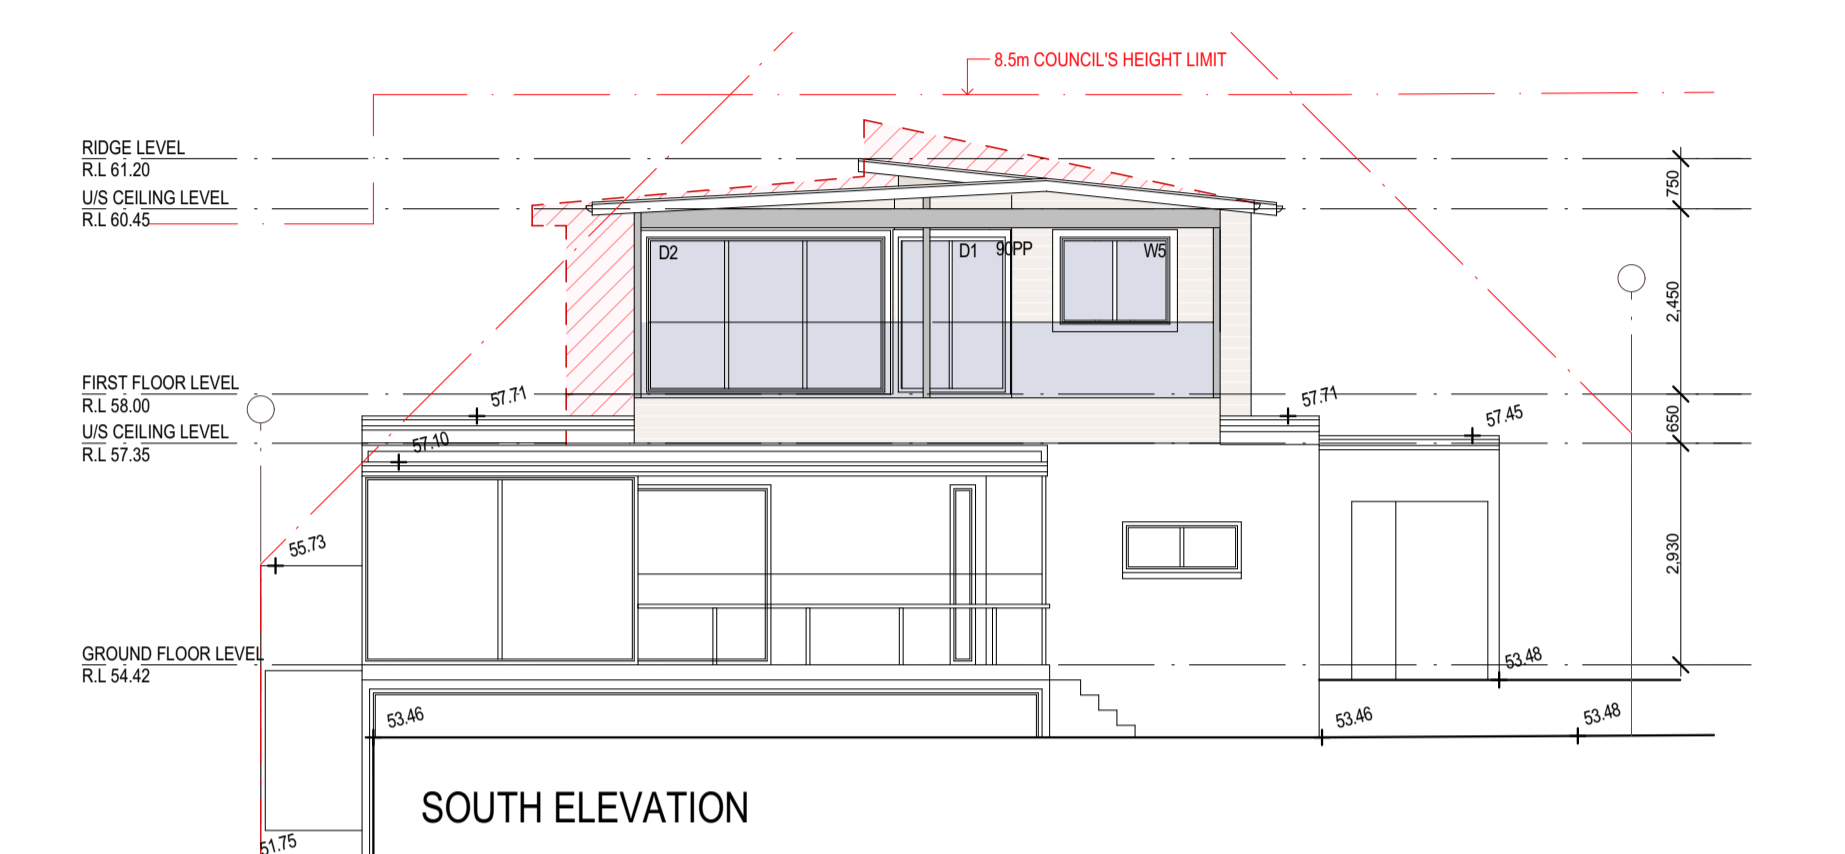 8.5m COUNCIL'S HEIGHT LIMIT
RIDGE LEVEL
R.L 61.20
U/S CEILING LEVEL
R.L 60.45
750
D2
D1
90PP
W5
2,450
FIRST FLOOR LEVEL
R.L 58.00
57.71
57.71
57.45
650
U/S CEILING LEVEL
R.L 57.35
57.10
55.73
2,930
GROUND FLOOR LEVEL
R.L 54.42
53.48
53.46
53.46
53.48
SOUTH ELEVATION
51.75